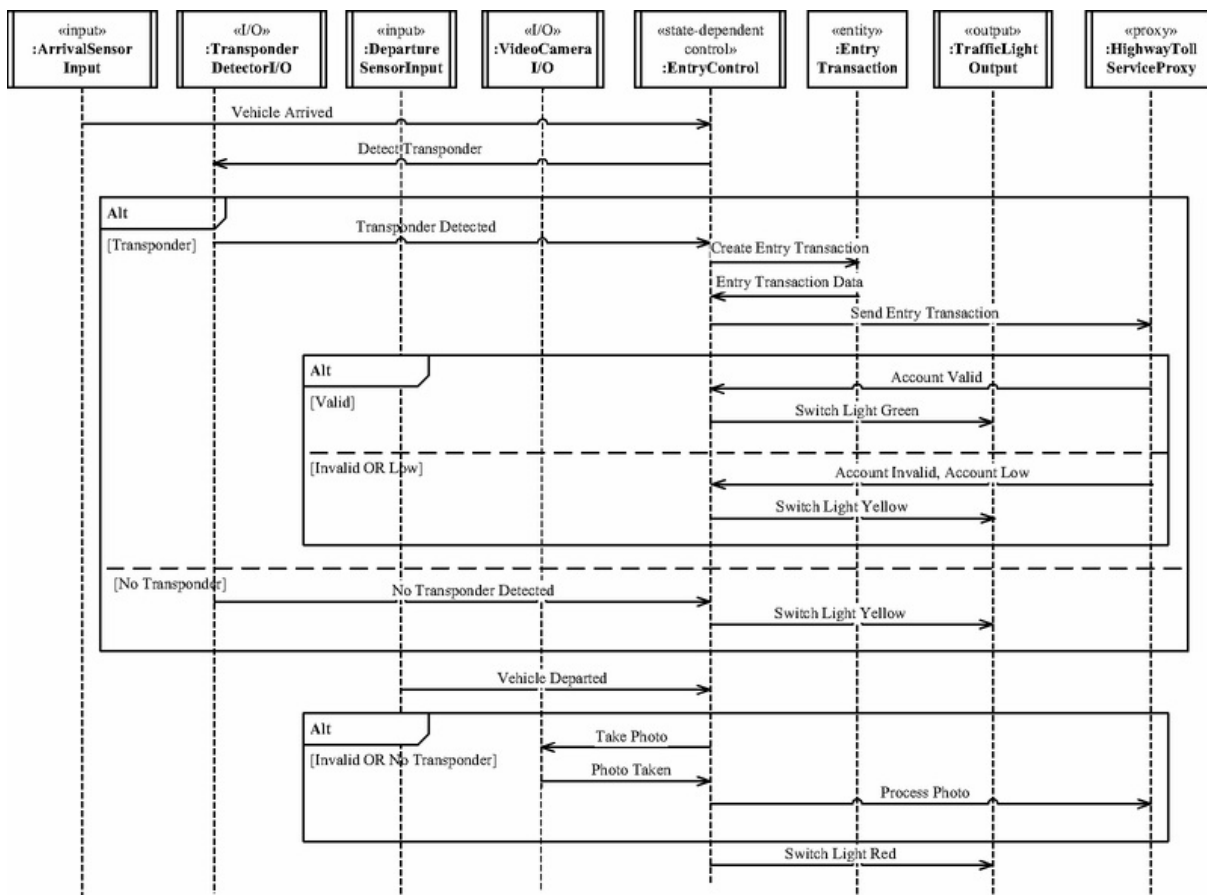 «input»
:ArrivalSensor
Input
«I/O»
:Transponder
DetectorI/O
«input»
:Departure
SensorInput
«I/O»
:VideoCamera
I/O
«state-dependent
control»
:EntryControl
«entity»
:Entry
Transaction
«output»
:TrafficLight
Output
«proxy»
:HighwayToll
ServiceProxy
Vehicle Arrived
Detect Transponder
Alt
[Transponder]
Transponder Detected
Create Entry Transaction
Entry Transaction Data
Send Entry Transaction
Alt
[Valid]
Account Valid
Switch Light Green
[Invalid OR Low]
Account Invalid, Account Low
Switch Light Yellow
[No Transponder]
No Transponder Detected
Switch Light Yellow
Vehicle Departed
Alt
[Invalid OR No Transponder]
Take Photo
Photo Taken
Process Photo
Switch Light Red